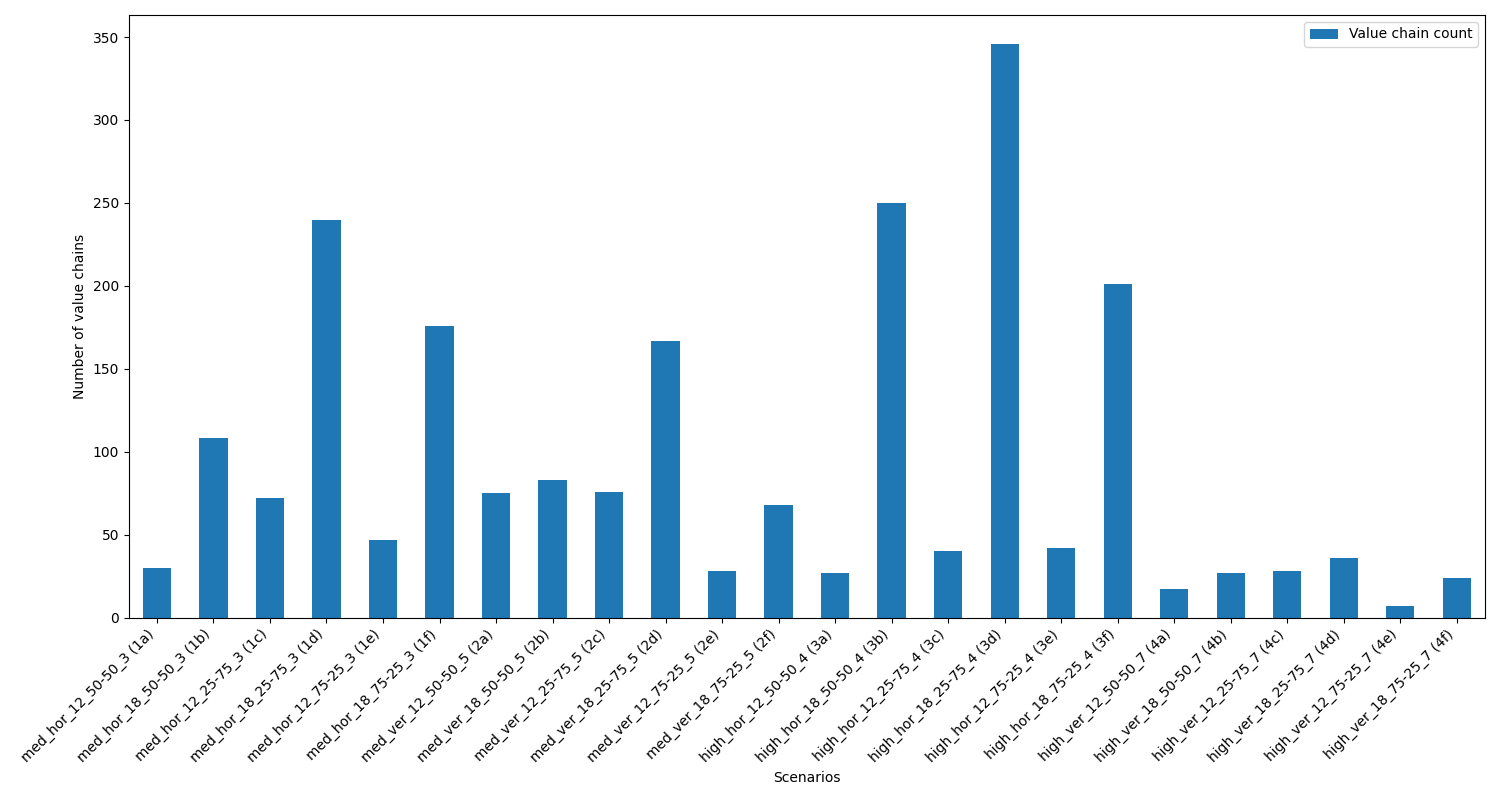 Value chain count
350
300
250
200
150
100
50
0
Number of value chains
med_hor_12_50-50_3 (1a)
med_hor_18_50-50_3 (1b)
med_hor_12_25-75_3 (1c)
med_hor_18_25-75_3 (1d)
med_hor_12_75-25_3 (1e)
med_hor_18_75-25_3 (1f)
med_ver_12_50-50_5 (2a)
med_ver_18_50-50_5 (2b)
med_ver_12_25-75_5 (2c)
med_ver_18_25-75_5 (2d)
med_ver_12_75-25_5 (2e)
med_ver_18_75-25_5 (2f)
high_hor_12_50-50_4 (3a)
high_hor_18_50-50_4 (3b)
high_hor_12_25-75_4 (3c)
high_hor_18_25-75_4 (3d)
high_hor_12_75-25_4 (3e)
high_hor_18_75-25_4 (3f)
high_ver_12_50-50_7 (4a)
high_ver_18_50-50_7 (4b)
high_ver_12_25-75_7 (4c)
high_ver_18_25-75_7 (4d)
high_ver_12_75-25_7 (4e)
high_ver_18_75-25_7 (4f)
Scenarios